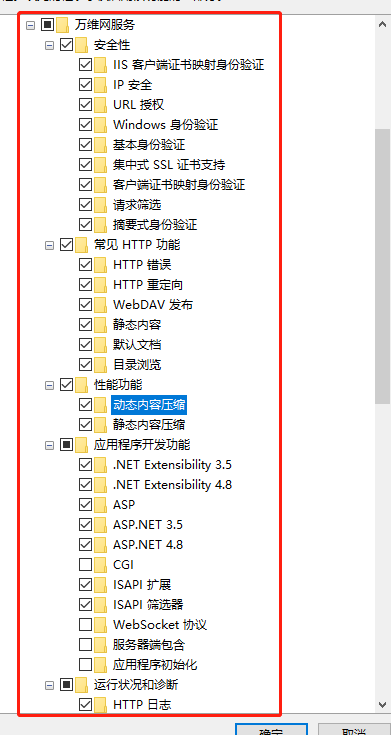 万维网服务
安全性
IIS 客户端证书映射身份验证
IP 安全
URL 授权
Windows 身份验证
基本身份验证
集中式 SSL 证书支持
客户端证书映射身份验证
请求筛选
摘要式身份验证
常见 HTTP 功能
HTTP 错误
HTTP 重定向
WebDAV 发布
静态内容
默认文档
目录浏览
性能功能
动态内容压缩
静态内容压缩
应用程序开发功能
.NET Extensibility 3.5
.NET Extensibility 4.8
ASP
ASP.NET 3.5
ASP.NET 4.8
CGI
ISAPI 扩展
ISAPI 筛选器
WebSocket 协议
服务器端包含
应用程序初始化
运行状况和诊断
HTTP 日志
确定 取消